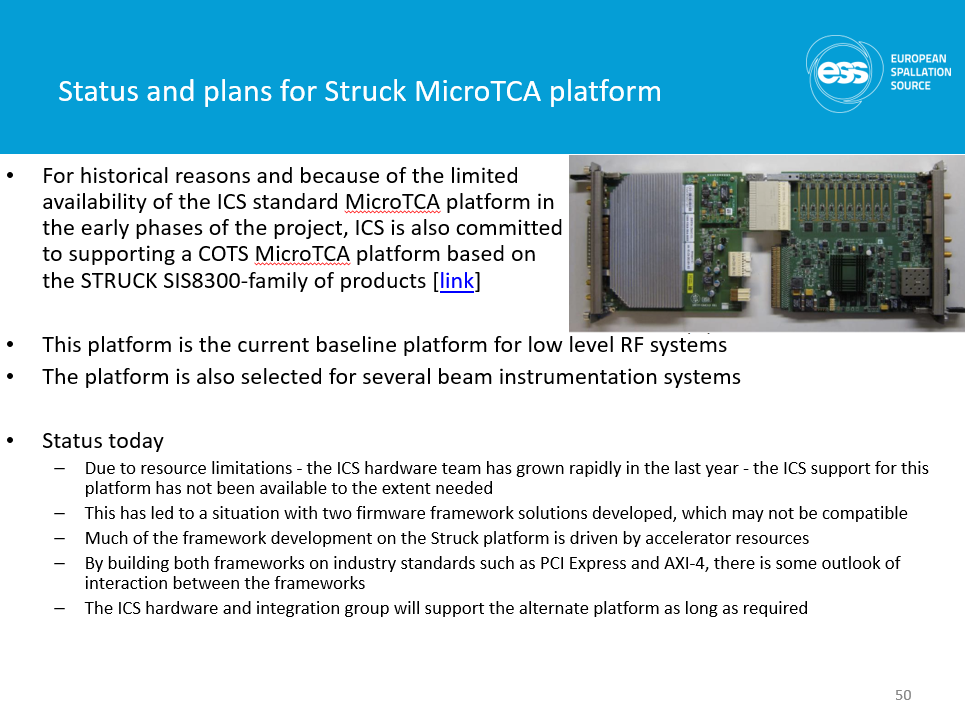 Status and plans for Struck MicroTCA platform
ess
EUROPEAN
SPALLATION
SOURCE
• For historical reasons and because of the limited
availability of the ICS standard MicroTCA platform in
the early phases of the project, ICS is also committed
to supporting a COTS MicroTCA platform based on
the STRUCK SIS8300-family of products [link]
• This platform is the current baseline platform for low level RF systems
• The platform is also selected for several beam instrumentation systems
• Status today
– Due to resource limitations - the ICS hardware team has grown rapidly in the last year - the ICS support for this
platform has not been available to the extent needed
– This has led to a situation with two firmware framework solutions developed, which may not be compatible
– Much of the framework development on the Struck platform is driven by accelerator resources
– By building both frameworks on industry standards such as PCI Express and AXI-4, there is some outlook of
interaction between the frameworks
– The ICS hardware and integration group will support the alternate platform as long as required
50